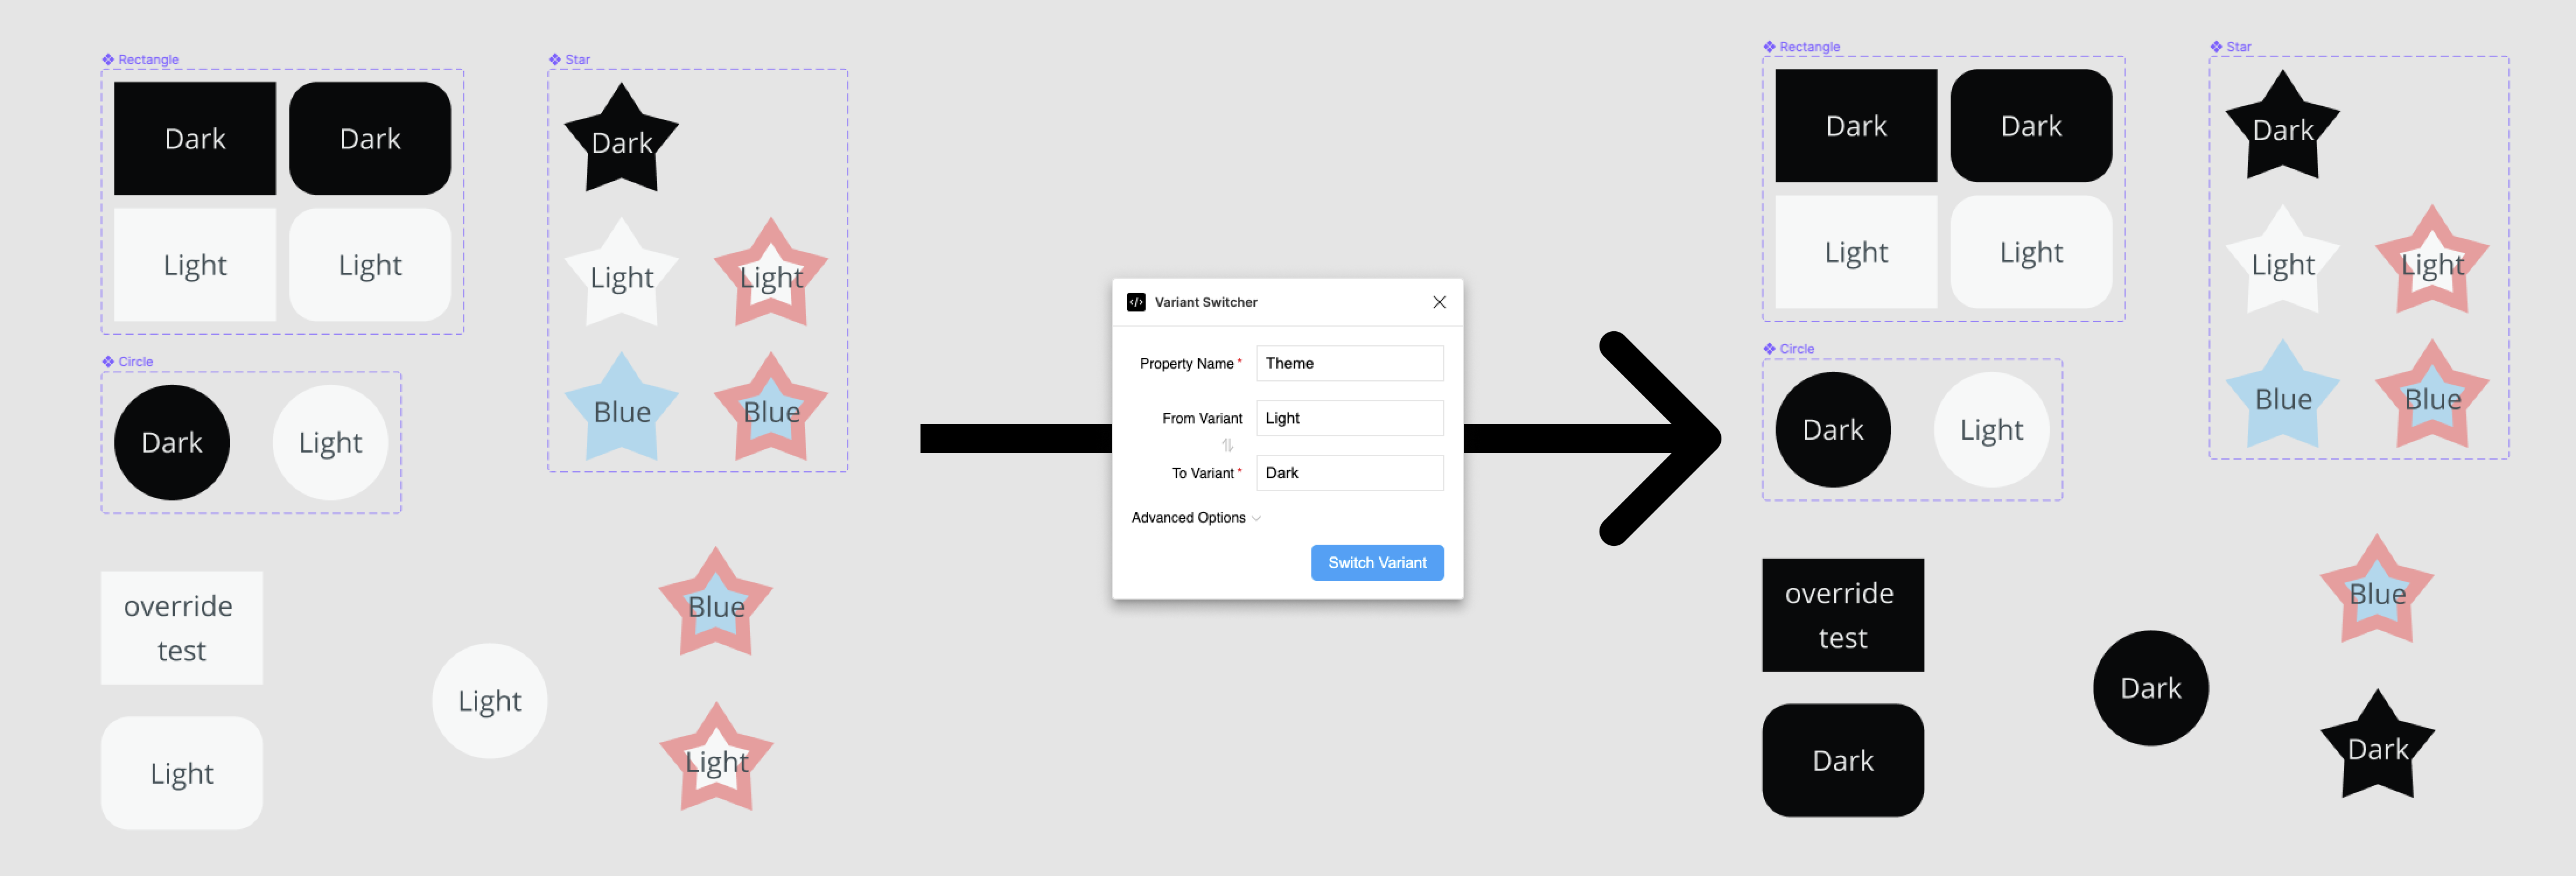 Rectangle
Dark
Dark
Light
Light
Circle
Dark
Light
Star
Dark
Light
Light
Blue
Blue
override
test
Light
Light
Blue
Light
Variant Switcher
Property Name *
Theme
From Variant
Light
To Variant *
Dark
Advanced Options
Switch Variant
Rectangle
Dark
Dark
Light
Light
Circle
Dark
Light
Star
Dark
Light
Light
Blue
Blue
override
test
Dark
Dark
Blue
Dark